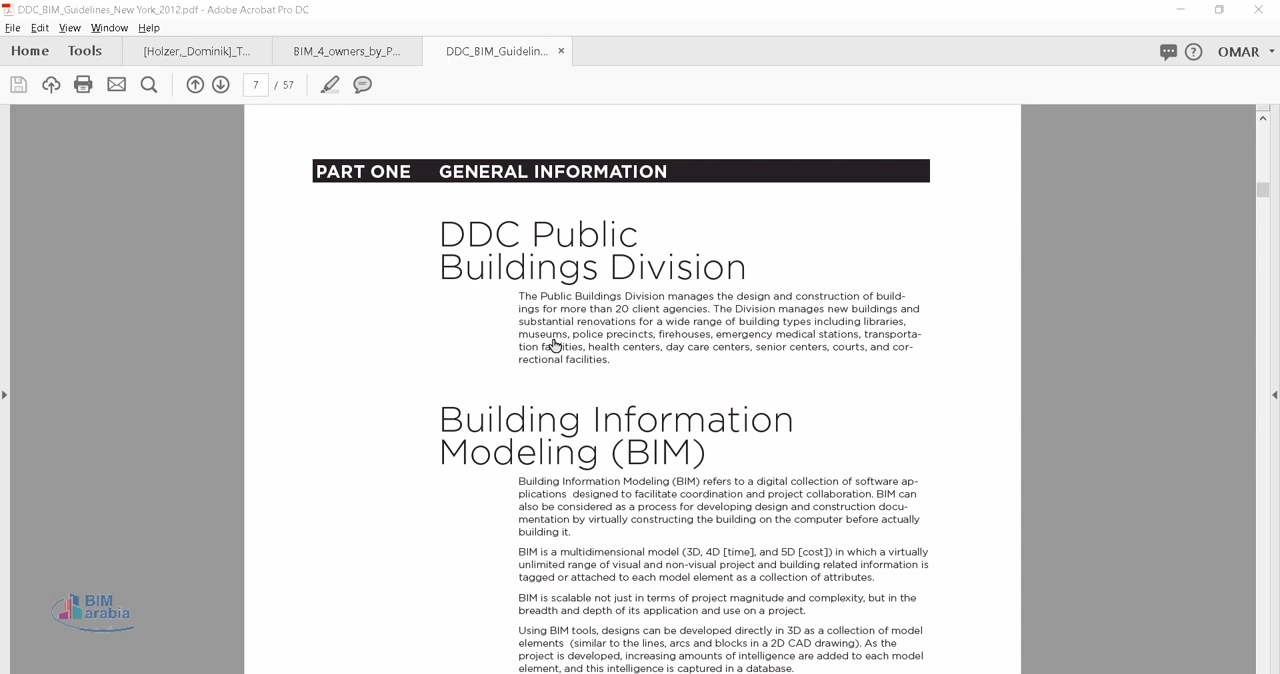 DDC_BIM_Guidelines_New York_2012.pdf - Adobe Acrobat Pro DC
File Edit View Window Help
Home Tools [Holzer,_Dominik]_T... BIM_4_owners_by_P... DDC_BIM_Guidelin... × OMAR
7 / 57
PART ONE GENERAL INFORMATION
DDC Public
Buildings Division
The Public Buildings Division manages the design and construction of build-
ings for more than 20 client agencies. The Division manages new buildings and
substantial renovations for a wide range of building types including libraries,
museums, police precincts, firehouses, emergency medical stations, transporta-
tion facilities, health centers, day care centers, senior centers, courts, and cor-
rectional facilities.
Building Information
Modeling (BIM)
Building Information Modeling (BIM) refers to a digital collection of software ap-
plications designed to facilitate coordination and project collaboration. BIM can
also be considered as a process for developing design and construction docu-
mentation by virtually constructing the building on the computer before actually
building it.
BIM is a multidimensional model (3D, 4D [time], and 5D [cost]) in which a virtually
unlimited range of visual and non-visual project and building related information is
tagged or attached to each model element as a collection of attributes.
BIM is scalable not just in terms of project magnitude and complexity, but in the
breadth and depth of its application and use on a project.
Using BIM tools, designs can be developed directly in 3D as a collection of model
elements (similar to the lines, arcs and blocks in a 2D CAD drawing). As the
project is developed, increasing amounts of intelligence are added to each model
element, and this intelligence is captured in a database.
BIM
arabia